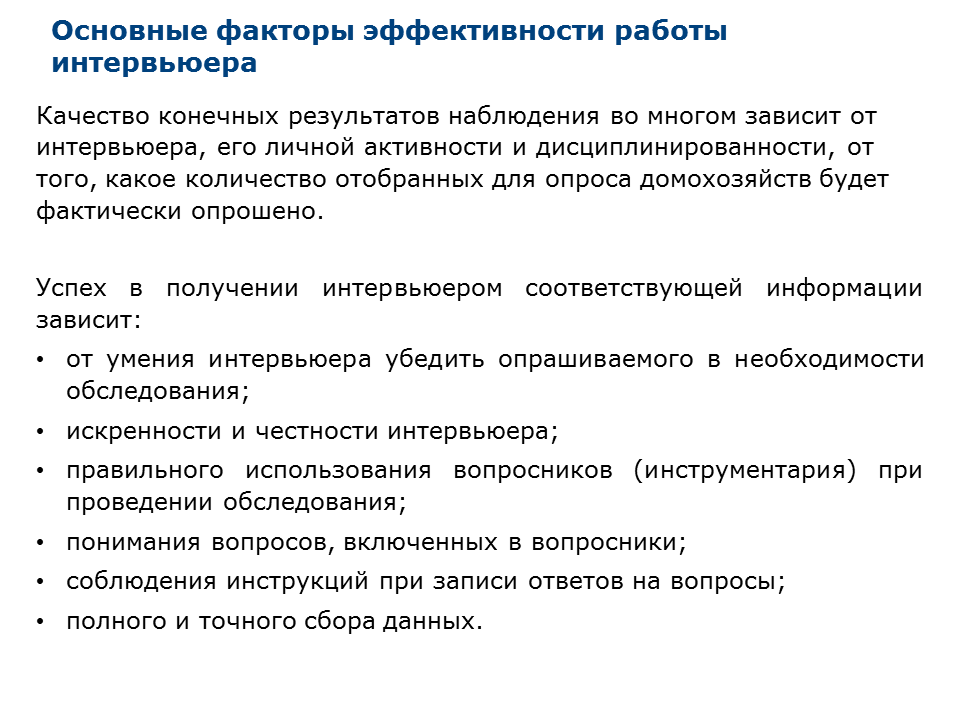 Основные факторы эффективности работы
интервьюера
Качество конечных результатов наблюдения во многом зависит от
интервьюера, его личной активности и дисциплинированности, от
того, какое количество отобранных для опроса домохозяйств будет
фактически опрошено.
Успех в получении интервьюером соответствующей информации
зависит:
• от умения интервьюера убедить опрашиваемого в необходимости
обследования;
• искренности и честности интервьюера;
• правильного использования вопросников (инструментария) при
проведении обследования;
• понимания вопросов, включенных в вопросники;
• соблюдения инструкций при записи ответов на вопросы;
• полного и точного сбора данных.